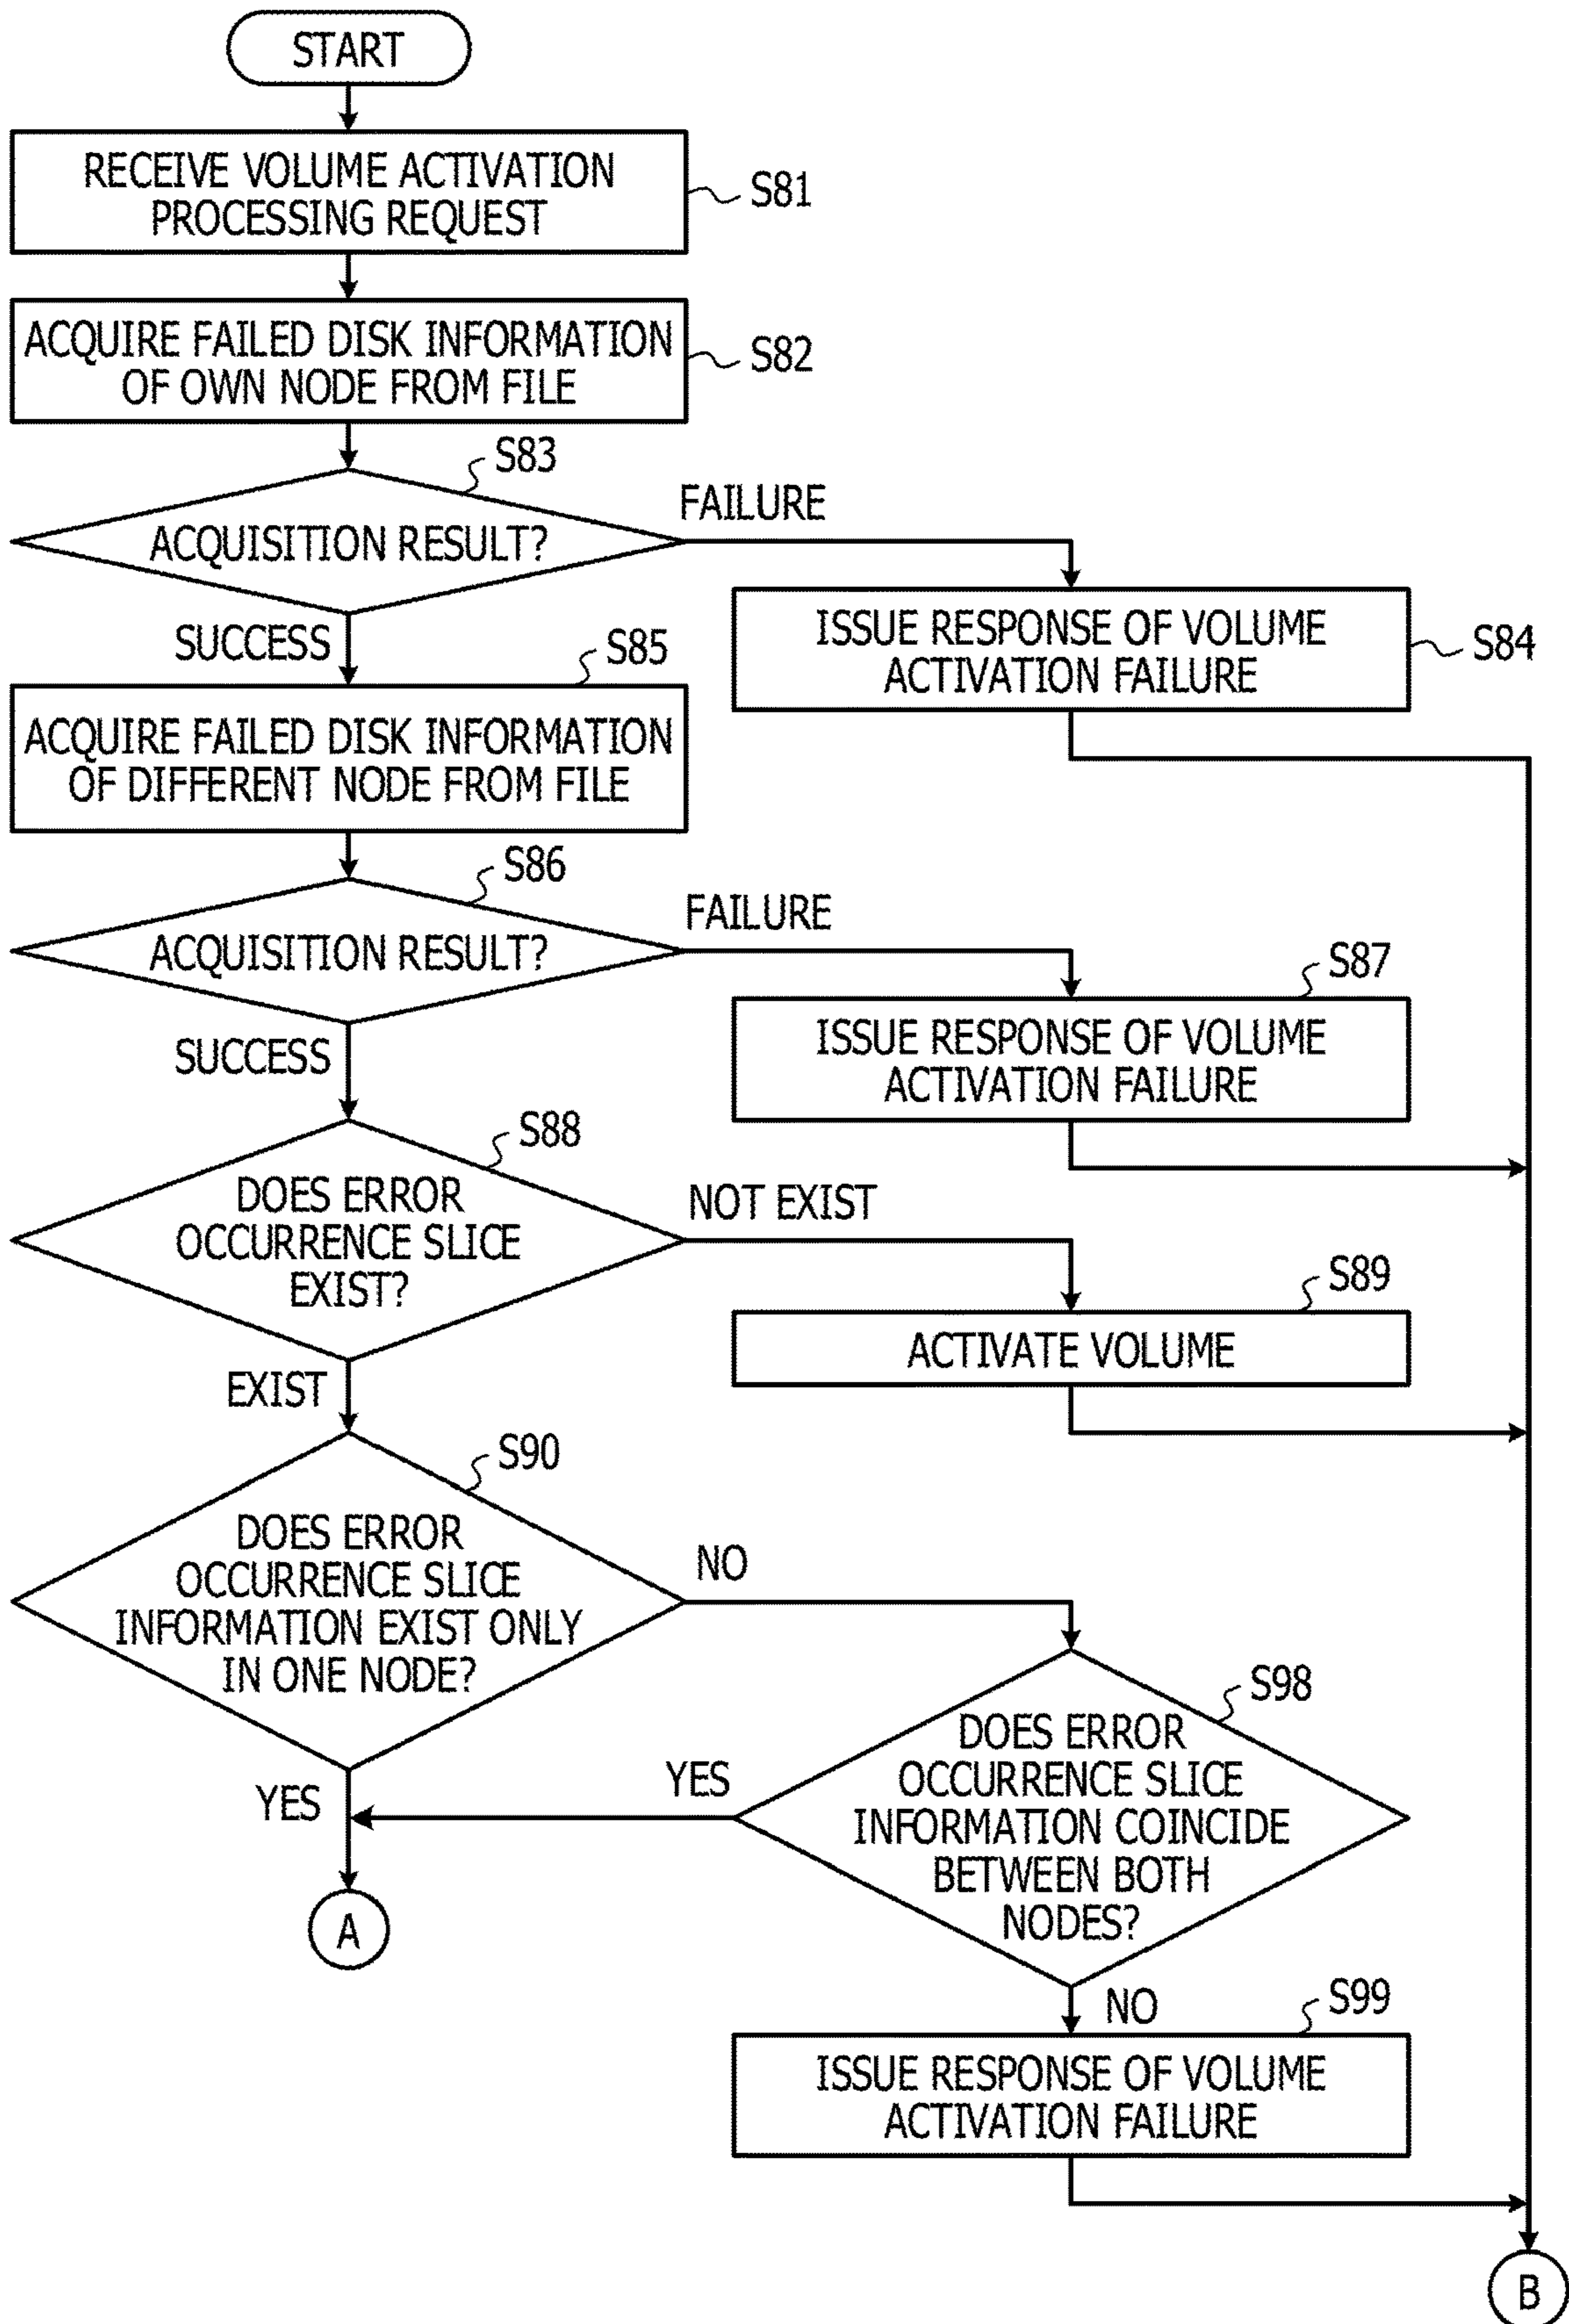 START
RECEIVE VOLUME ACTIVATION
PROCESSING REQUEST
S81
ACQUIRE FAILED DISK INFORMATION
OF OWN NODE FROM FILE
S82
S83
ACQUISITION RESULT?
FAILURE
SUCCESS
ISSUE RESPONSE OF VOLUME
ACTIVATION FAILURE
S84
S85
ACQUIRE FAILED DISK INFORMATION
OF DIFFERENT NODE FROM FILE
S86
ACQUISITION RESULT?
FAILURE
SUCCESS
S87
ISSUE RESPONSE OF VOLUME
ACTIVATION FAILURE
S88
DOES ERROR
OCCURRENCE SLICE
EXIST?
NOT EXIST
EXIST
S89
ACTIVATE VOLUME
S90
DOES ERROR
OCCURRENCE SLICE
INFORMATION EXIST ONLY
IN ONE NODE?
NO
YES
S98
DOES ERROR
OCCURRENCE SLICE
INFORMATION COINCIDE
BETWEEN BOTH
NODES?
YES
NO
A
S99
ISSUE RESPONSE OF VOLUME
ACTIVATION FAILURE
B